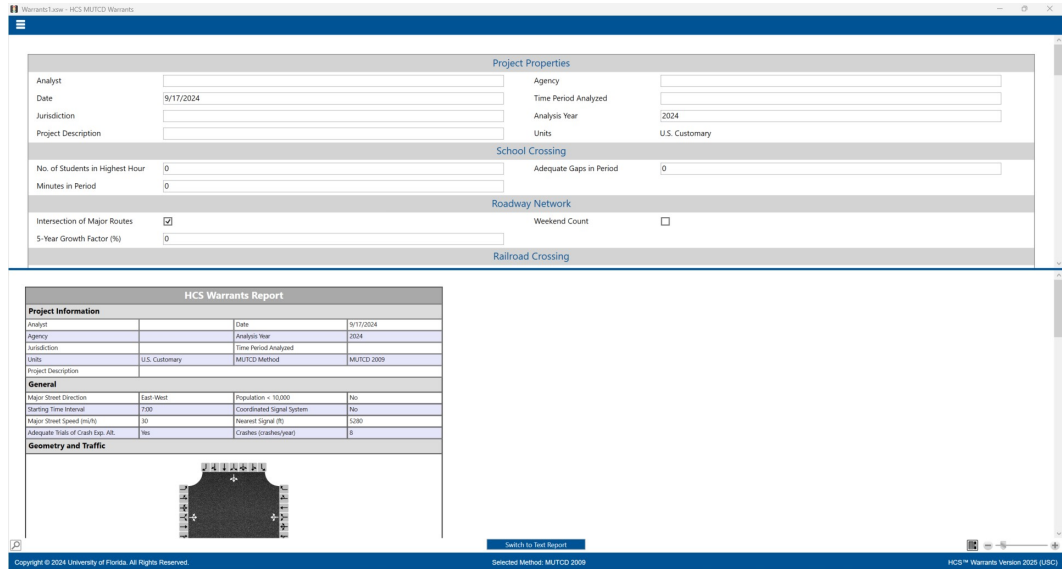 Warrants1.xsw - HCS MUTCD Warrants
Project Properties
Analyst Agency
Date 9/17/2024 Time Period Analyzed
Jurisdiction Analysis Year 2024
Project Description Units U.S. Customary
School Crossing
No. of Students in Highest Hour 0 Adequate Gaps in Period 0
Minutes in Period 0
Roadway Network
Intersection of Major Routes Weekend Count
5-Year Growth Factor (%) 0
Railroad Crossing
HCS Warrants Report
Project Information
Analyst Date 9/17/2024
Agency Analysis Year 2024
Jurisdiction Time Period Analyzed
Units U.S. Customary MUTCD Method MUTCD 2009
Project Description
General
Major Street Direction East-West Population < 10,000 No
Starting Time Interval 7:00 Coordinated Signal System No
Major Street Speed (mi/h) 30 Nearest Signal (ft) 5280
Adequate Trials of Crash Exp. Alt. Yes Crashes (crashes/year) 8
Geometry and Traffic
Switch to Text Report
Copyright © 2024 University of Florida. All Rights Reserved. Selected Method: MUTCD 2009 HCS™ Warrants Version 2025 (USC)